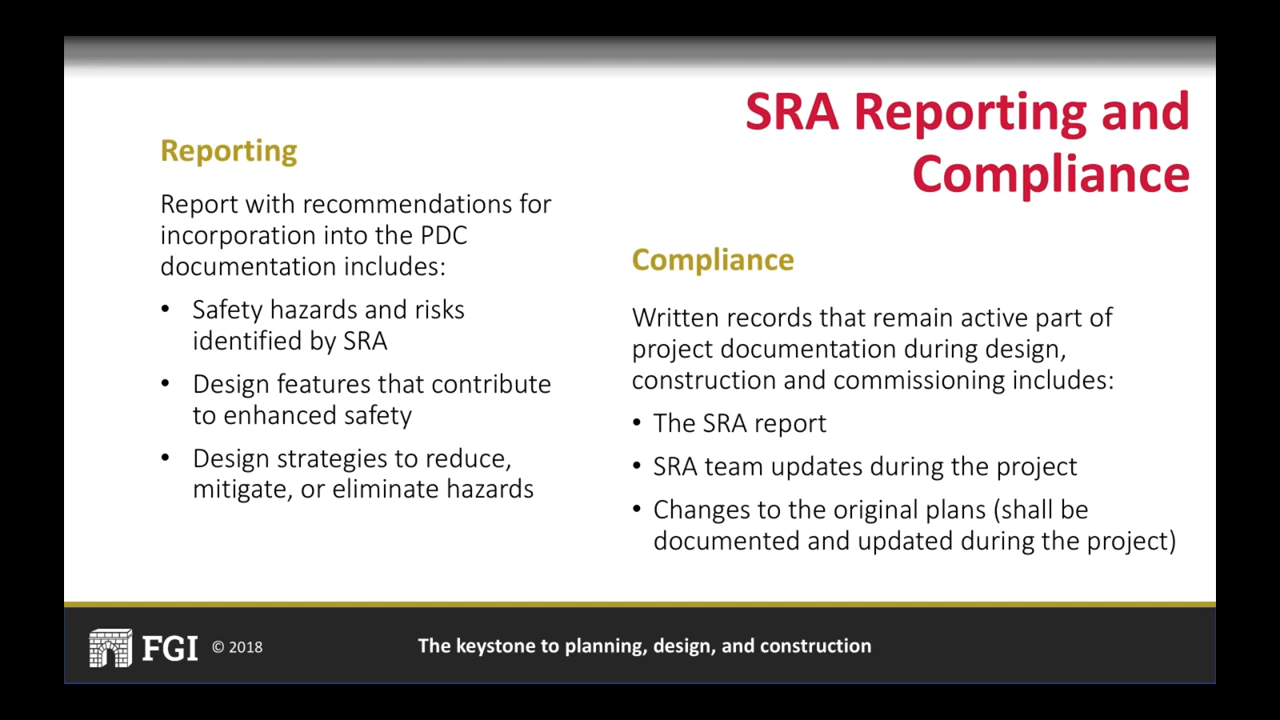 SRA Reporting and
Compliance
Reporting
Report with recommendations for
incorporation into the PDC
documentation includes:
• Safety hazards and risks
identified by SRA
• Design features that contribute
to enhanced safety
• Design strategies to reduce,
mitigate, or eliminate hazards
Compliance
Written records that remain active part of
project documentation during design,
construction and commissioning includes:
• The SRA report
• SRA team updates during the project
• Changes to the original plans (shall be
documented and updated during the project)
FGI © 2018
The keystone to planning, design, and construction